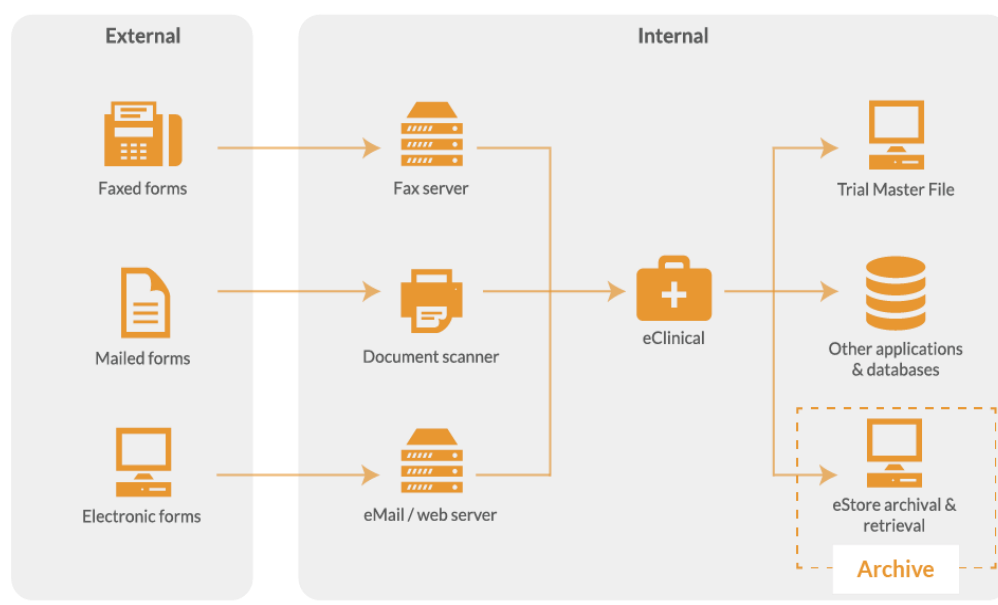 External
Internal
Faxed forms
Fax server
Trial Master File
Mailed forms
Document scanner
eClinical
Other applications
& databases
Electronic forms
eMail / web server
eStore archival &
retrieval
Archive